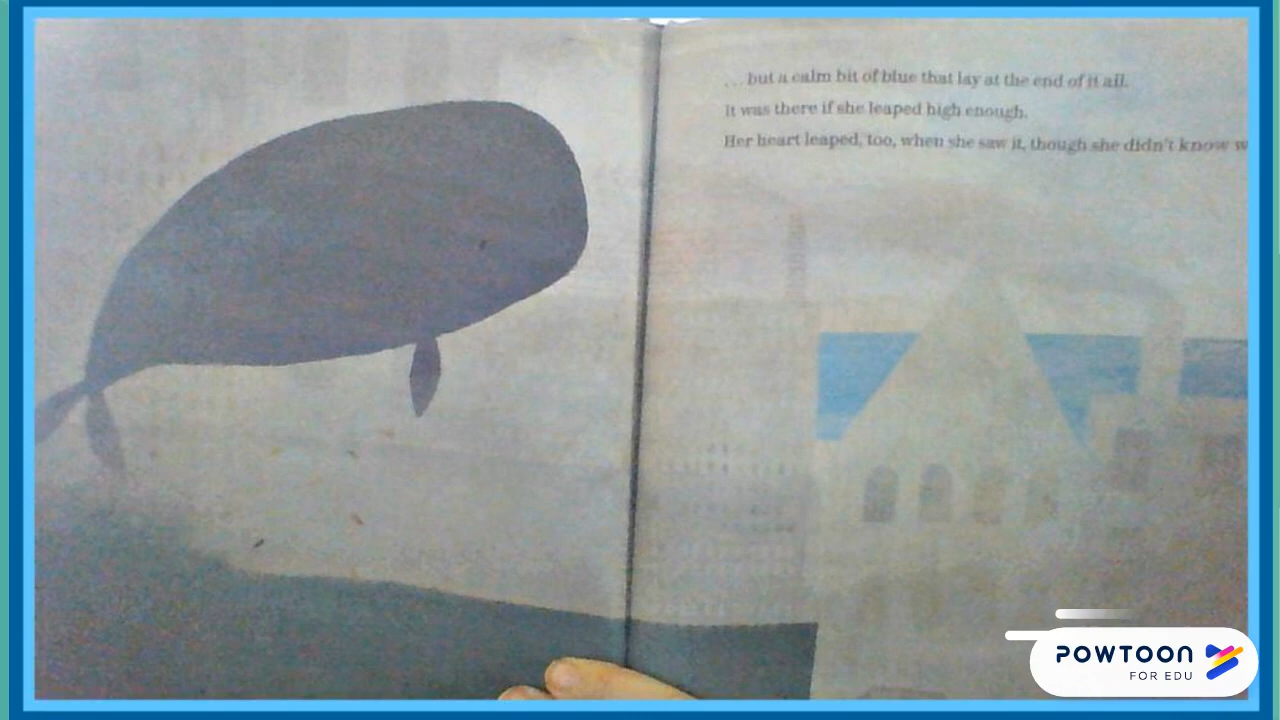 ...but a calm bit of blue that lay at the end of it all.
It was there if she leaped high enough.
Her heart leaped, too, when she saw it, though she didn't know
POWTOON
FOR EDU